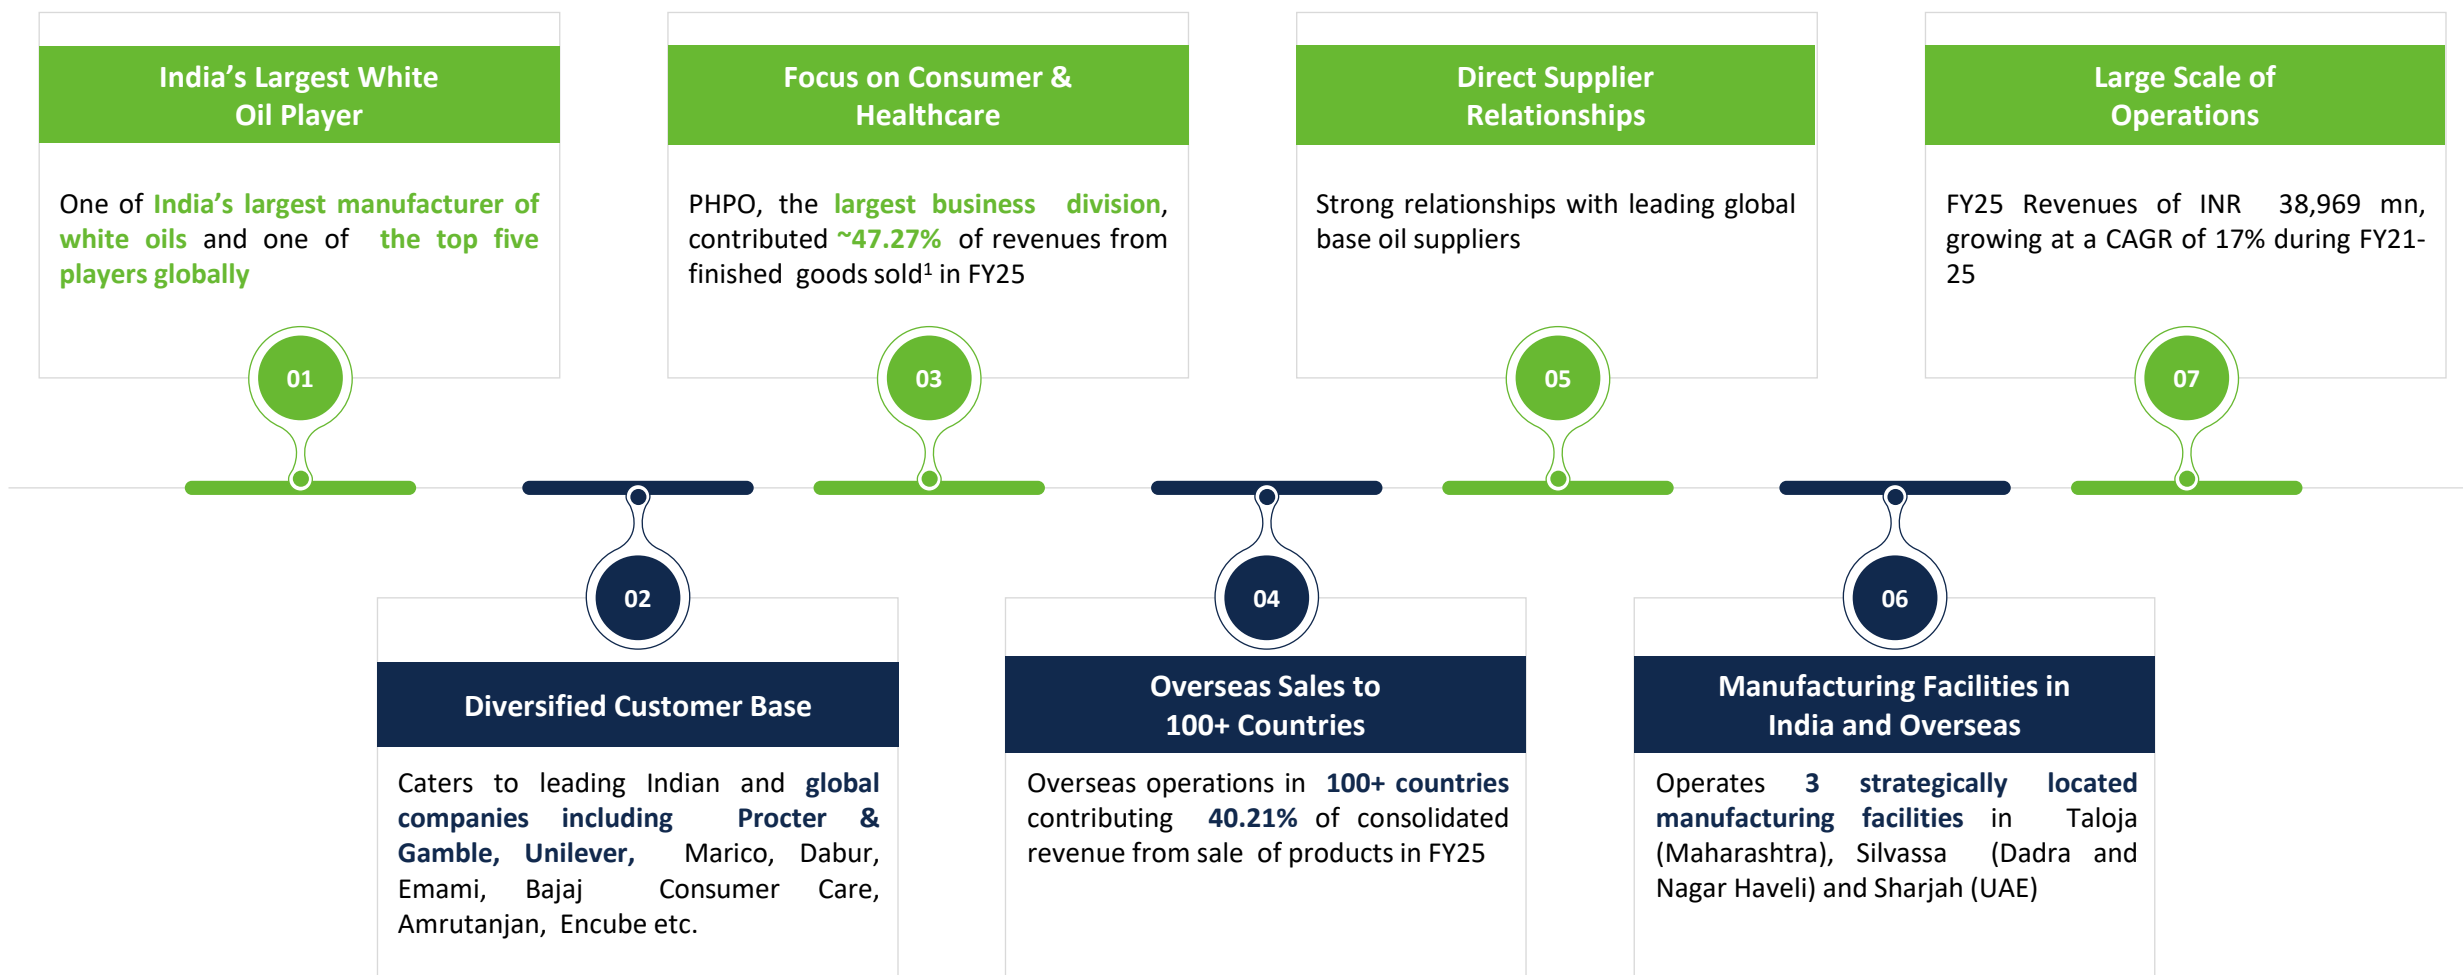 India’s Largest White
Oil Player
One of India’s largest manufacturer of
white oils and one of the top five
players globally
01
Diversified Customer Base
Caters to leading Indian and global
companies including Procter &
Gamble, Unilever, Marico, Dabur,
Emami, Bajaj Consumer Care,
Amrutanjan, Encube etc.
02
Focus on Consumer &
Healthcare
PHPO, the largest business division,
contributed ~47.27% of revenues from
finished goods sold¹ in FY25
03
Overseas Sales to
100+ Countries
Overseas operations in 100+ countries
contributing 40.21% of consolidated
revenue from sale of products in FY25
04
Direct Supplier
Relationships
Strong relationships with leading global
base oil suppliers
05
Manufacturing Facilities in
India and Overseas
Operates 3 strategically located
manufacturing facilities in Taloja
(Maharashtra), Silvassa (Dadra and
Nagar Haveli) and Sharjah (UAE)
06
Large Scale of
Operations
FY25 Revenues of INR 38,969 mn,
growing at a CAGR of 17% during FY21-
25
07